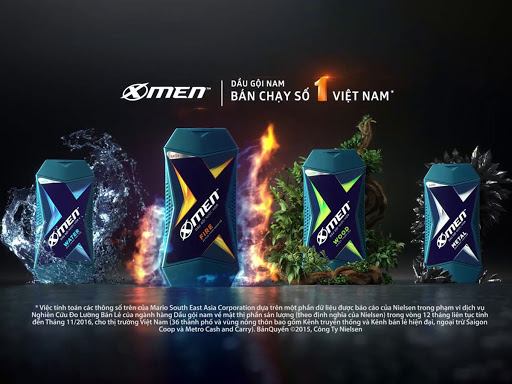 X-MEN™
DẦU GỘI NAM
BÁN CHẠY SỐ 1 VIỆT NAM*
X-MEN
WATER
X-MEN
FIRE
X-MEN
WOOD
X-MEN
METAL
* Việc tính toán các thông số trên của Mario South East Asia Corporation dựa trên một phần dữ liệu được báo cáo của Nielsen trong phạm vi dịch vụ
Nghiên Cứu Đo Lường Bán Lẻ của ngành hàng Dầu gội nam về mặt thị phần sản lượng (theo định nghĩa của Nielsen) trong vòng 12 tháng liên tục tính
đến Tháng 11/2016, cho thị trường Việt Nam (36 thành phố và vùng nông thôn bao gồm Kênh truyền thống và Kênh bán lẻ hiện đại, ngoại trừ Saigon
Coop và Metro Cash and Carry). BảnQuyền ©2015, Công Ty Nielsen